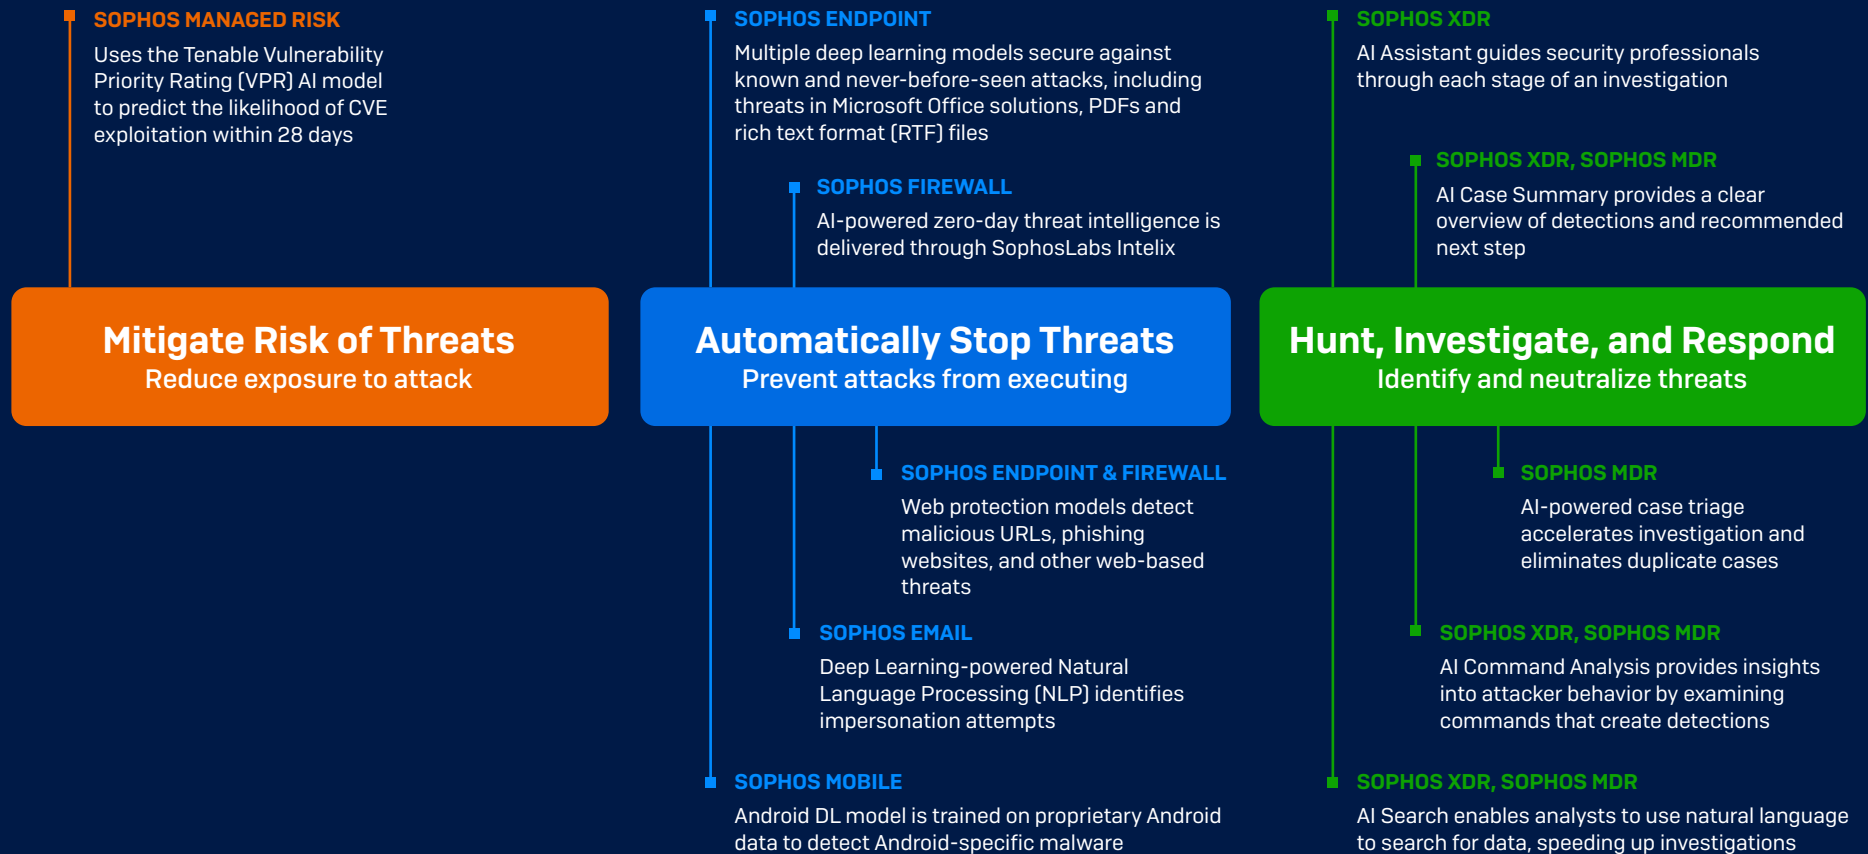 SOPHOS MANAGED RISK
Uses the Tenable Vulnerability
Priority Rating (VPR) AI model
to predict the likelihood of CVE
exploitation within 28 days
Mitigate Risk of Threats
Reduce exposure to attack
SOPHOS ENDPOINT
Multiple deep learning models secure against
known and never-before-seen attacks, including
threats in Microsoft Office solutions, PDFs and
rich text format (RTF) files
SOPHOS FIREWALL
AI-powered zero-day threat intelligence is
delivered through SophosLabs Intelix
Automatically Stop Threats
Prevent attacks from executing
SOPHOS ENDPOINT & FIREWALL
Web protection models detect
malicious URLs, phishing
websites, and other web-based
threats
SOPHOS EMAIL
Deep Learning-powered Natural
Language Processing (NLP) identifies
impersonation attempts
SOPHOS MOBILE
Android DL model is trained on proprietary Android
data to detect Android-specific malware
SOPHOS XDR
AI Assistant guides security professionals
through each stage of an investigation
SOPHOS XDR, SOPHOS MDR
AI Case Summary provides a clear
overview of detections and recommended
next step
Hunt, Investigate, and Respond
Identify and neutralize threats
SOPHOS MDR
AI-powered case triage
accelerates investigation and
eliminates duplicate cases
SOPHOS XDR, SOPHOS MDR
AI Command Analysis provides insights
into attacker behavior by examining
commands that create detections
SOPHOS XDR, SOPHOS MDR
AI Search enables analysts to use natural language
to search for data, speeding up investigations